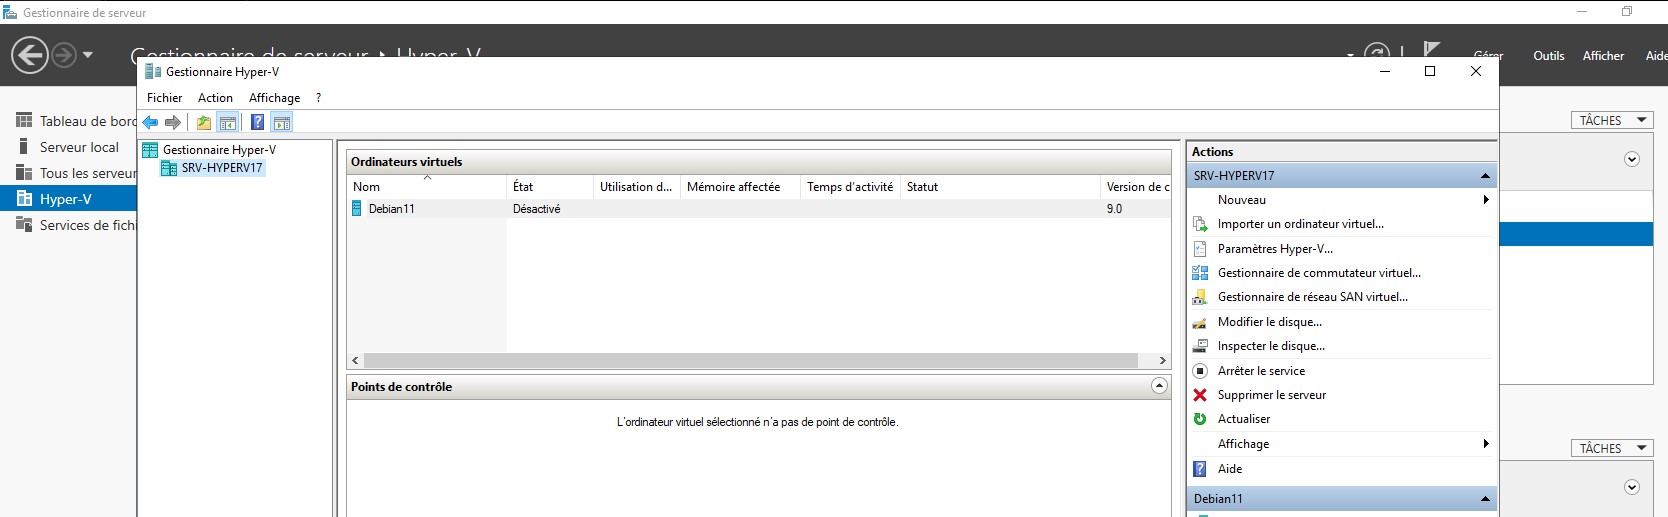 Gestionnaire de serveur
Gestionnaire de serveur ‣ Hyper-V
Gérer Outils Afficher Aide
Gestionnaire Hyper-V
Fichier Action Affichage ?
Tableau de bord
Serveur local
Tous les serveur
Hyper-V
Services de fichi
Gestionnaire Hyper-V
SRV-HYPERV17
Ordinateurs virtuels
Nom État Utilisation d... Mémoire affectée Temps d'activité Statut Version de c
Debian11 Désactivé 9.0
Points de contrôle
L'ordinateur virtuel sélectionné n'a pas de point de contrôle.
Actions
SRV-HYPERV17
Nouveau
Importer un ordinateur virtuel...
Paramètres Hyper-V...
Gestionnaire de commutateur virtuel...
Gestionnaire de réseau SAN virtuel...
Modifier le disque...
Inspecter le disque...
Arrêter le service
Supprimer le serveur
Actualiser
Affichage
Aide
Debian11
TÂCHES
TÂCHES